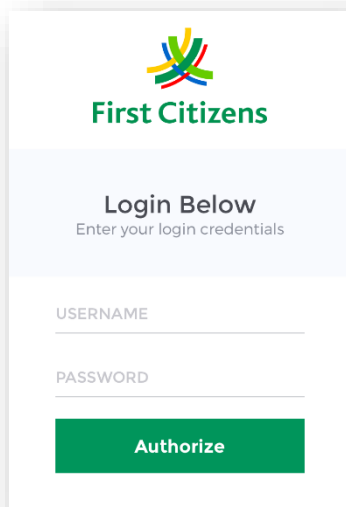 First Citizens
Login Below
Enter your login credentials
USERNAME
PASSWORD
Authorize